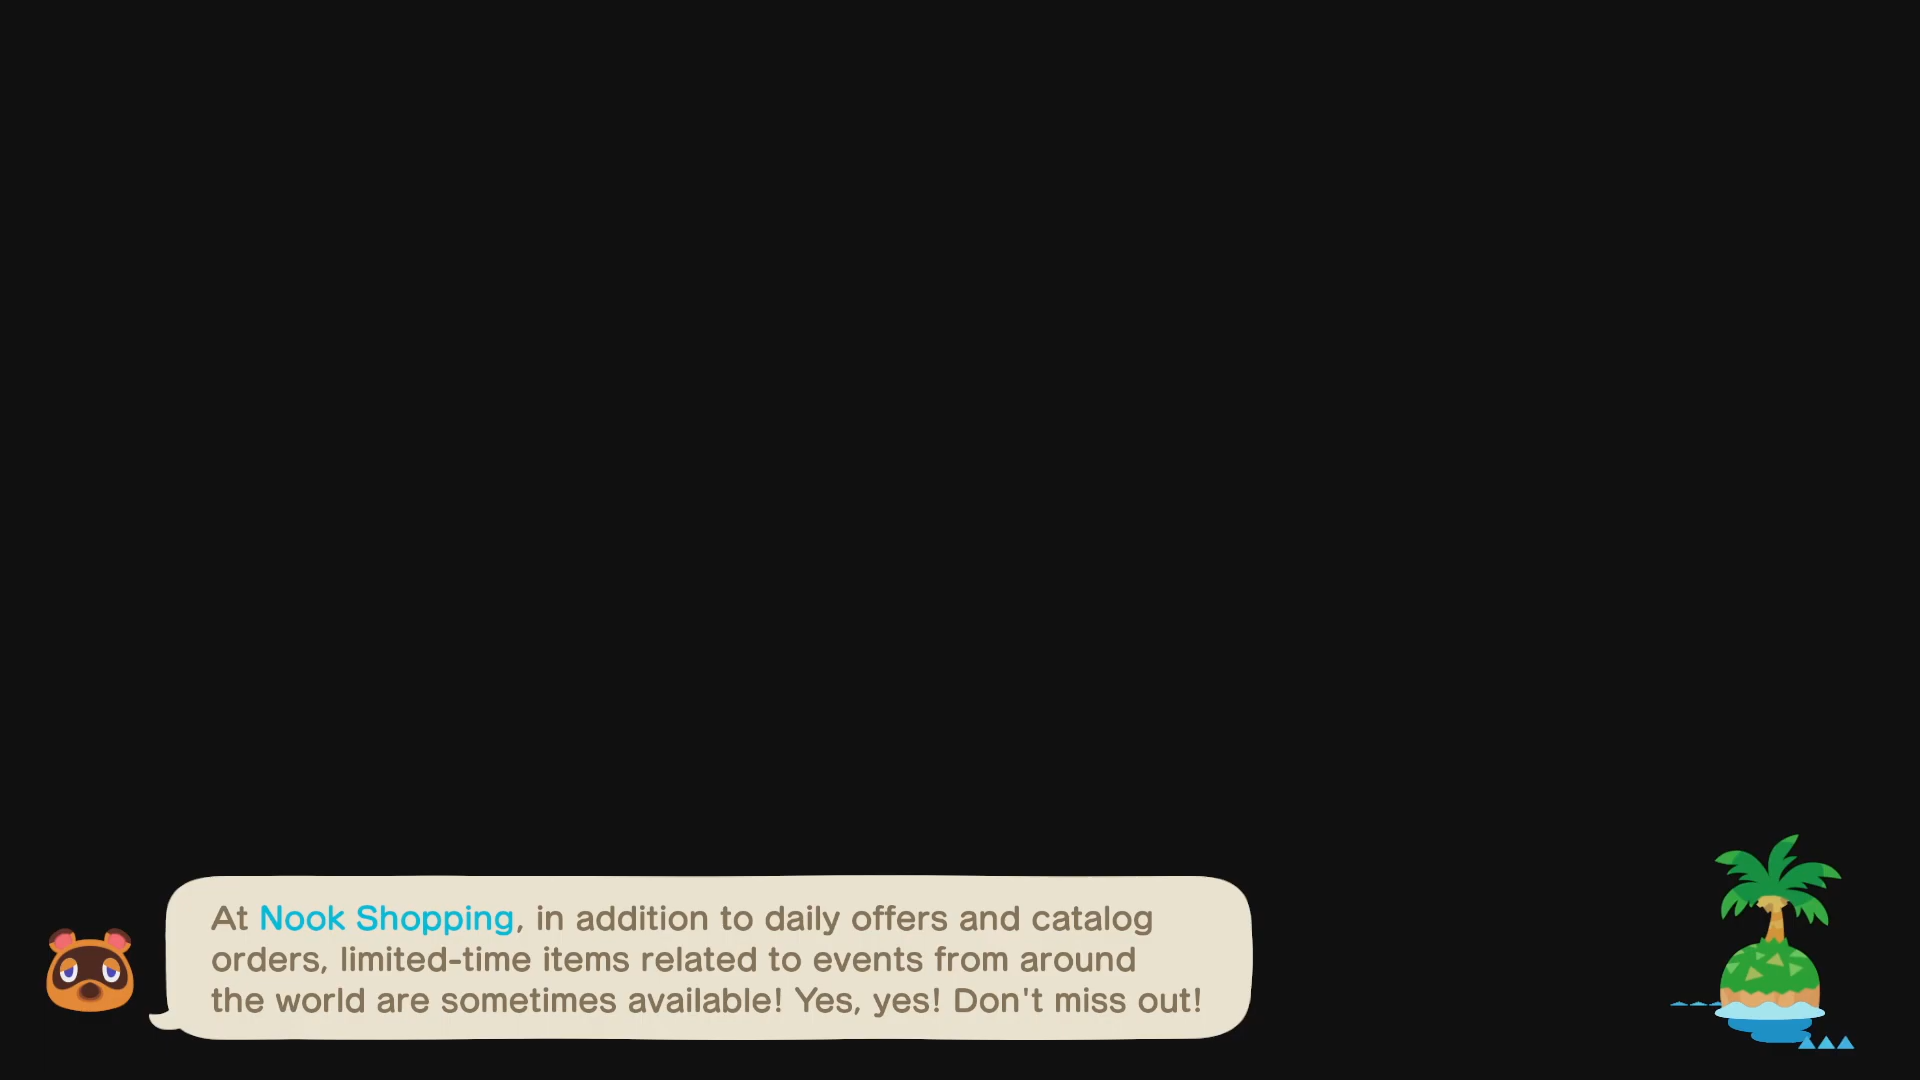 At Nook Shopping, in addition to daily offers and catalog
orders, limited-time items related to events from around
the world are sometimes available! Yes, yes! Don't miss out!